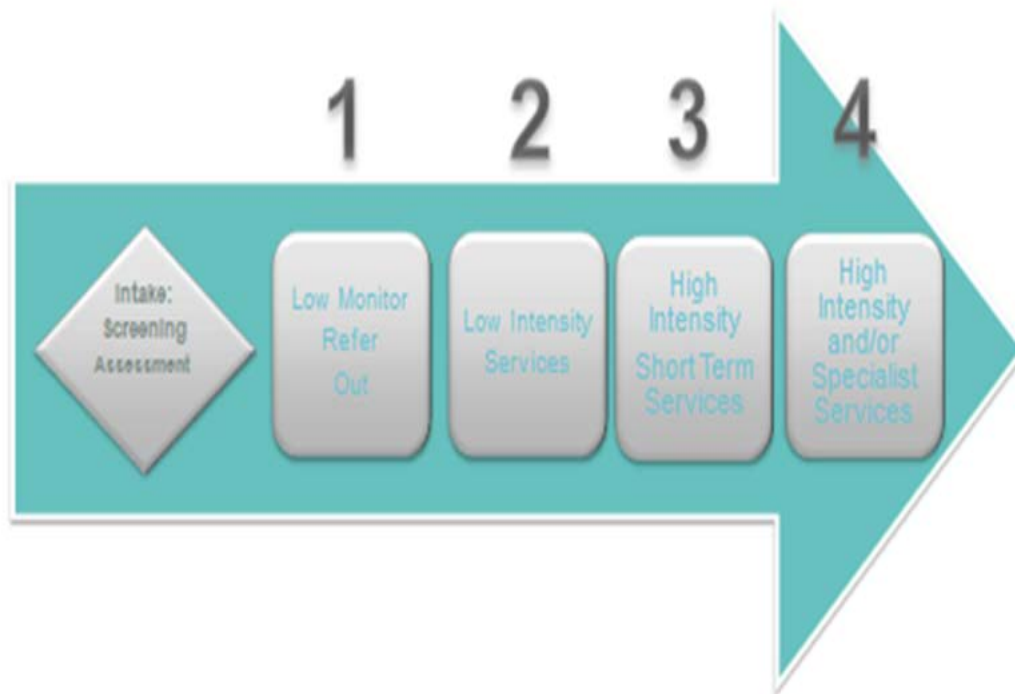 1 2 3 4
Intake:
Screening
Assessment
Low Monitor
Refer
Out
Low Intensity
Services
High
Intensity
Short Term
Services
High
Intensity
and/or
Specialist
Services